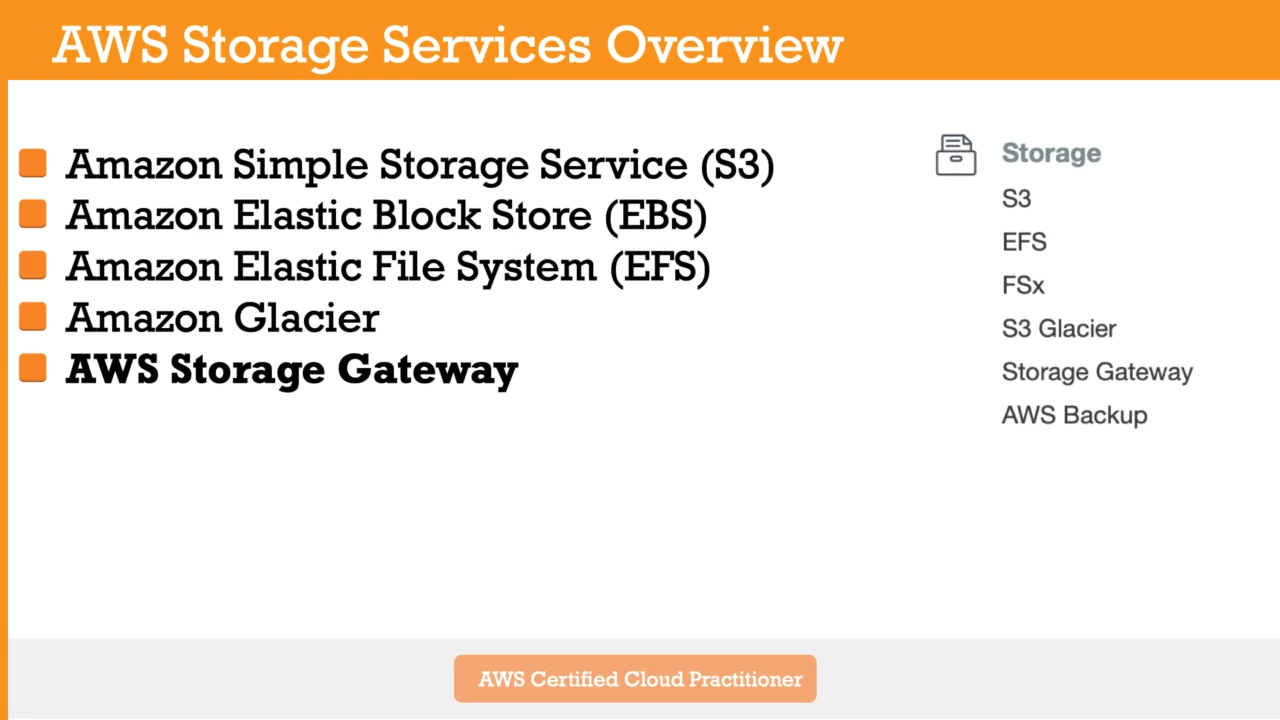 AWS Storage Services Overview
Amazon Simple Storage Service (S3)
Amazon Elastic Block Store (EBS)
Amazon Elastic File System (EFS)
Amazon Glacier
AWS Storage Gateway
Storage
S3
EFS
FSx
S3 Glacier
Storage Gateway
AWS Backup
AWS Certified Cloud Practitioner